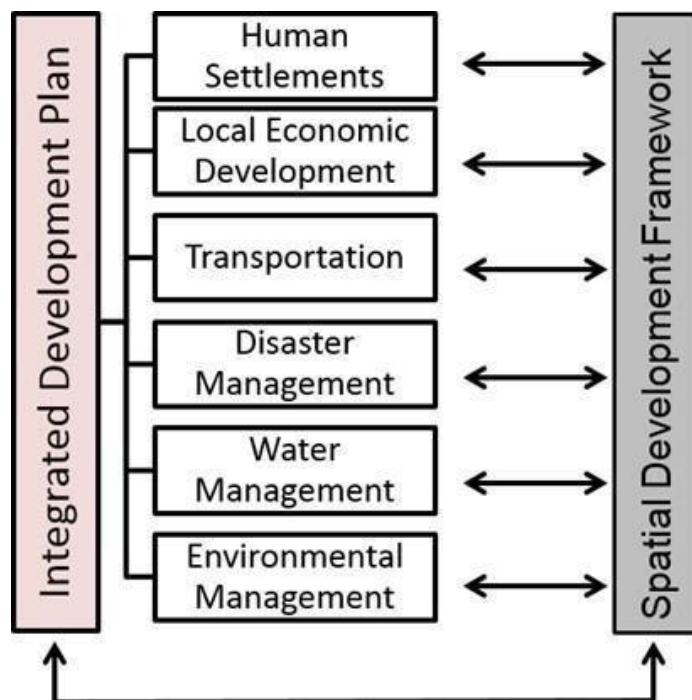 Integrated Development Plan
Human
Settlements
Local Economic
Development
Transportation
Disaster
Management
Water
Management
Environmental
Management
Spatial Development Framework